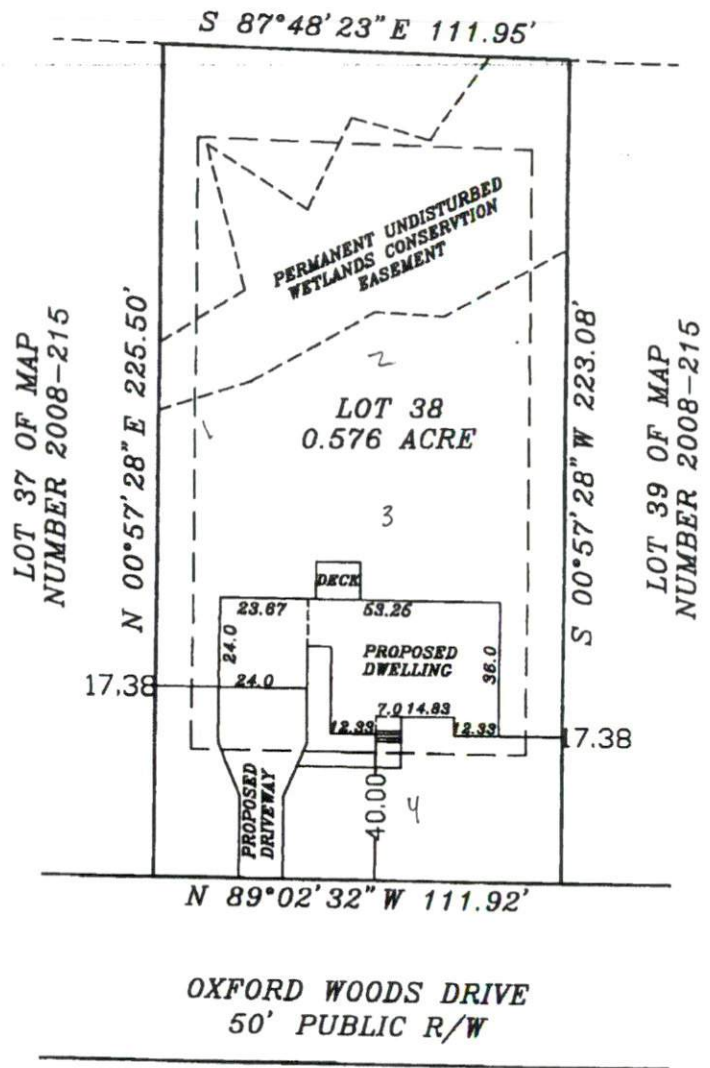 S 87°48'23" E 111.95'
PERMANENT UNDISTURBED
WETLANDS CONSERVTION
EASEMENT
LOT 37 OF MAP
NUMBER 2008-215
N 00°57'28" E 225.50'
1
2
LOT 38
0.576 ACRE
3
S 00°57'28" W 223.08'
LOT 39 OF MAP
NUMBER 2008-215
DECK
23.67
53.25
24.0
PROPOSED
DWELLING
36.0
17.38
24.0
7.0
14.83
12.33
12.33
17.38
PROPOSED
DRIVEWAY
40.00
4
N 89°02'32" W 111.92'
OXFORD WOODS DRIVE
50' PUBLIC R/W